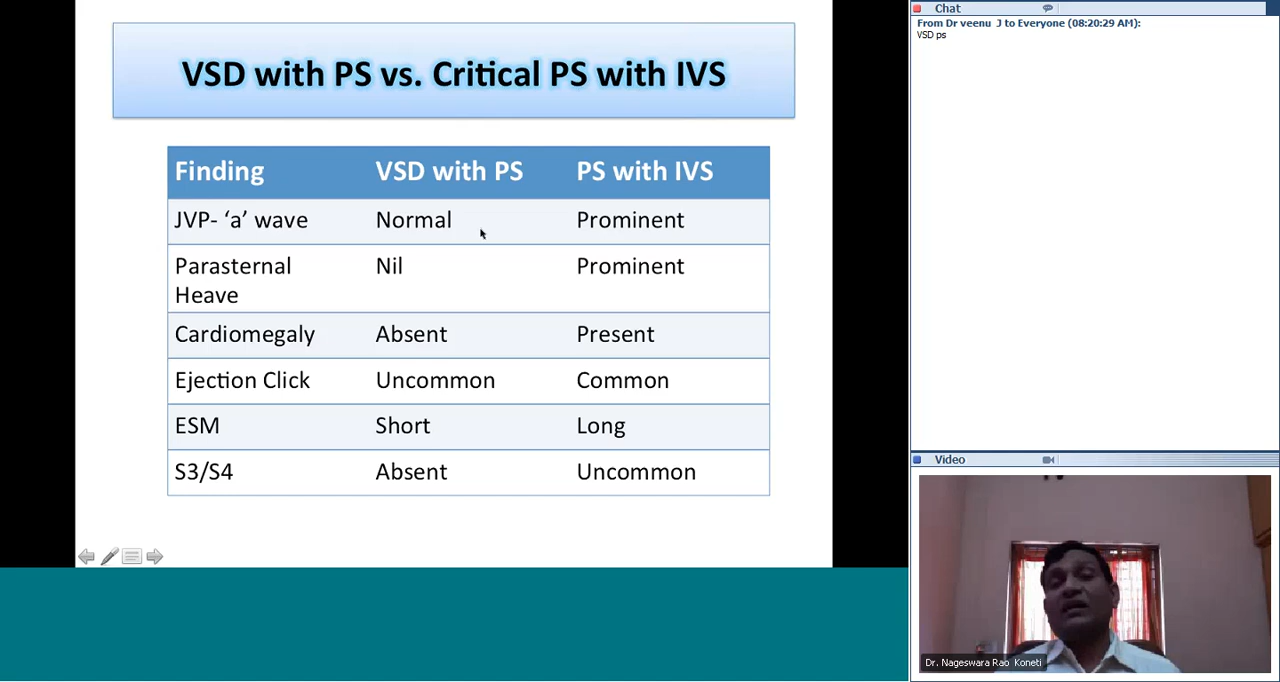 VSD with PS vs. Critical PS with IVS
Finding VSD with PS PS with IVS
JVP- ‘a’ wave Normal Prominent
Parasternal Nil Prominent
Heave
Cardiomegaly Absent Present
Ejection Click Uncommon Common
ESM Short Long
S3/S4 Absent Uncommon
Chat
From Dr veenu J to Everyone (08:20:29 AM):
VSD ps
Video
Dr. Nageswara Rao Koneti